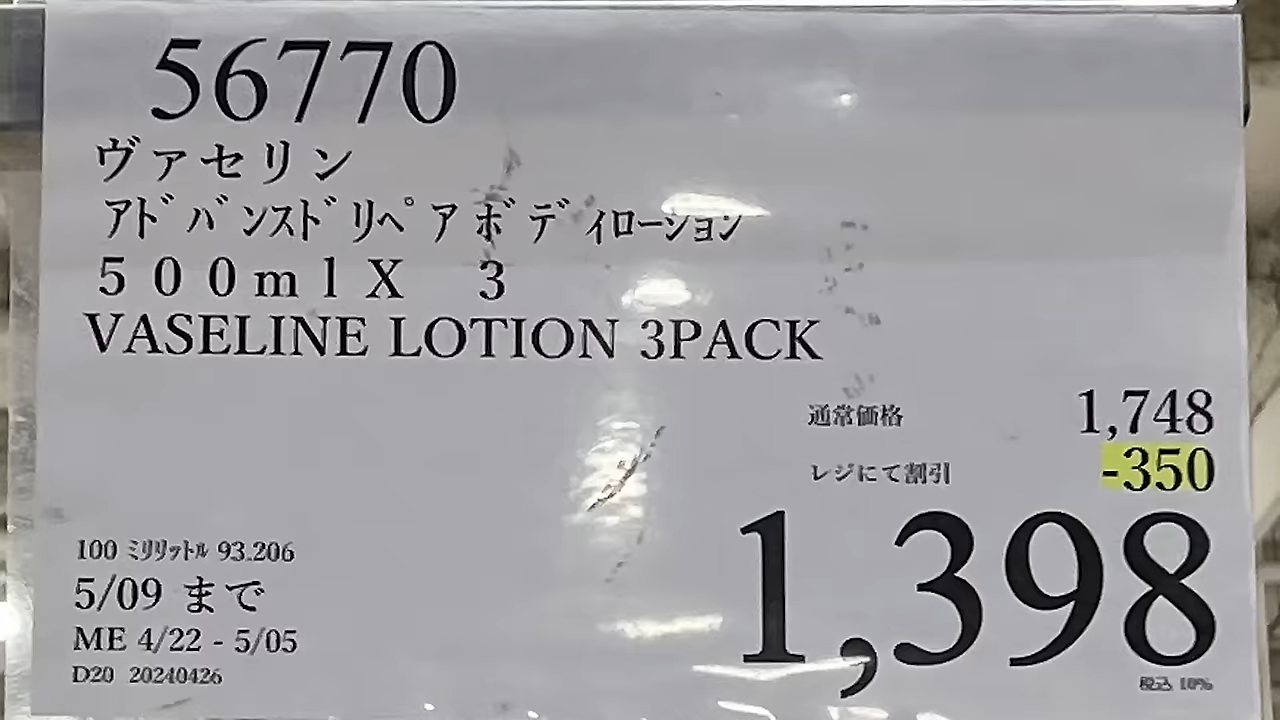 56770
ヴァセリン
ｱﾄﾞﾊﾞﾝｽﾄﾞﾘﾍﾟｱﾎﾞﾃﾞｨﾛｰｼｮﾝ
５００ｍｌＸ　３
VASELINE LOTION 3PACK
通常価格 1,748
レジにて割引 -350
1,398
税込 10%
100 ﾐﾘﾘｯﾄﾙ 93.206
5/09 まで
ME 4/22 - 5/05
D20 20240426